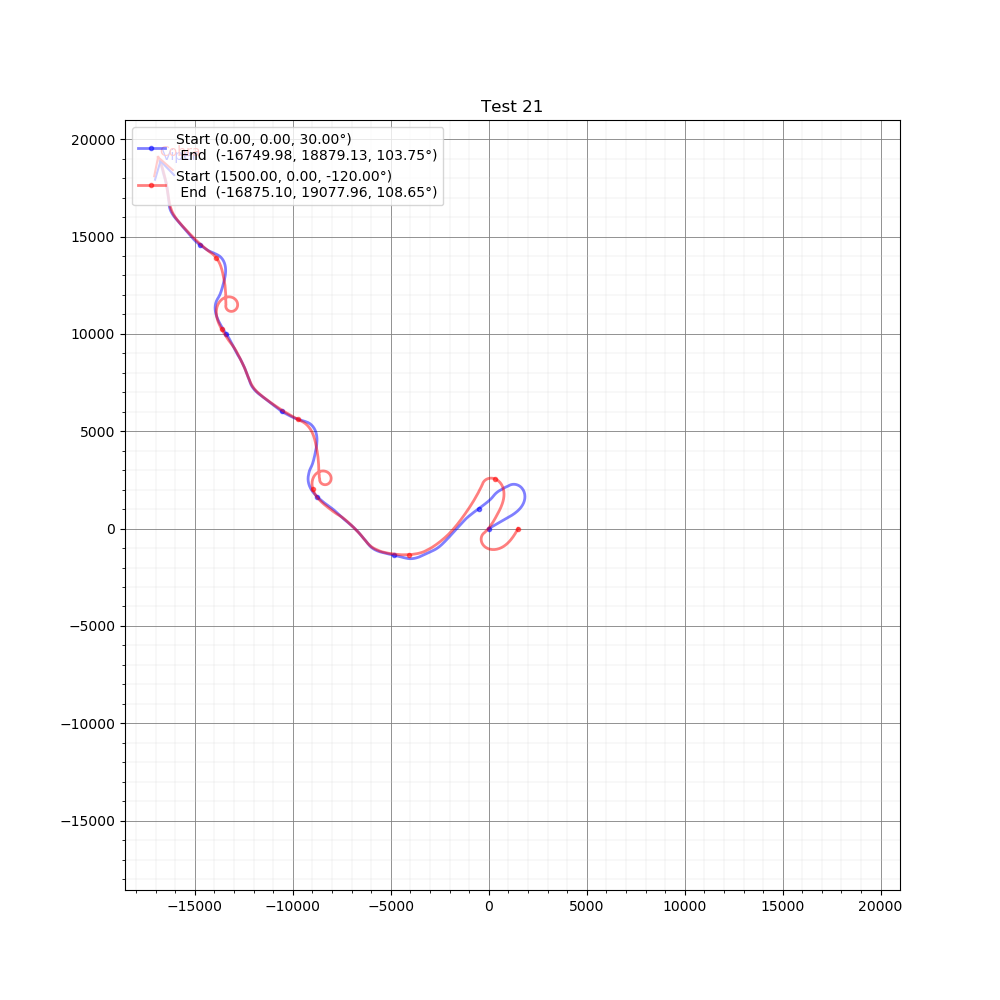 Test 21
Start (0.00, 0.00, 30.00°)
End (-16749.98, 18879.13, 103.75°)
Start (1500.00, 0.00, -120.00°)
End (-16875.10, 19077.96, 108.65°)
20000
15000
10000
5000
0
−5000
−10000
−15000
−15000 −10000 −5000 0 5000 10000 15000 20000